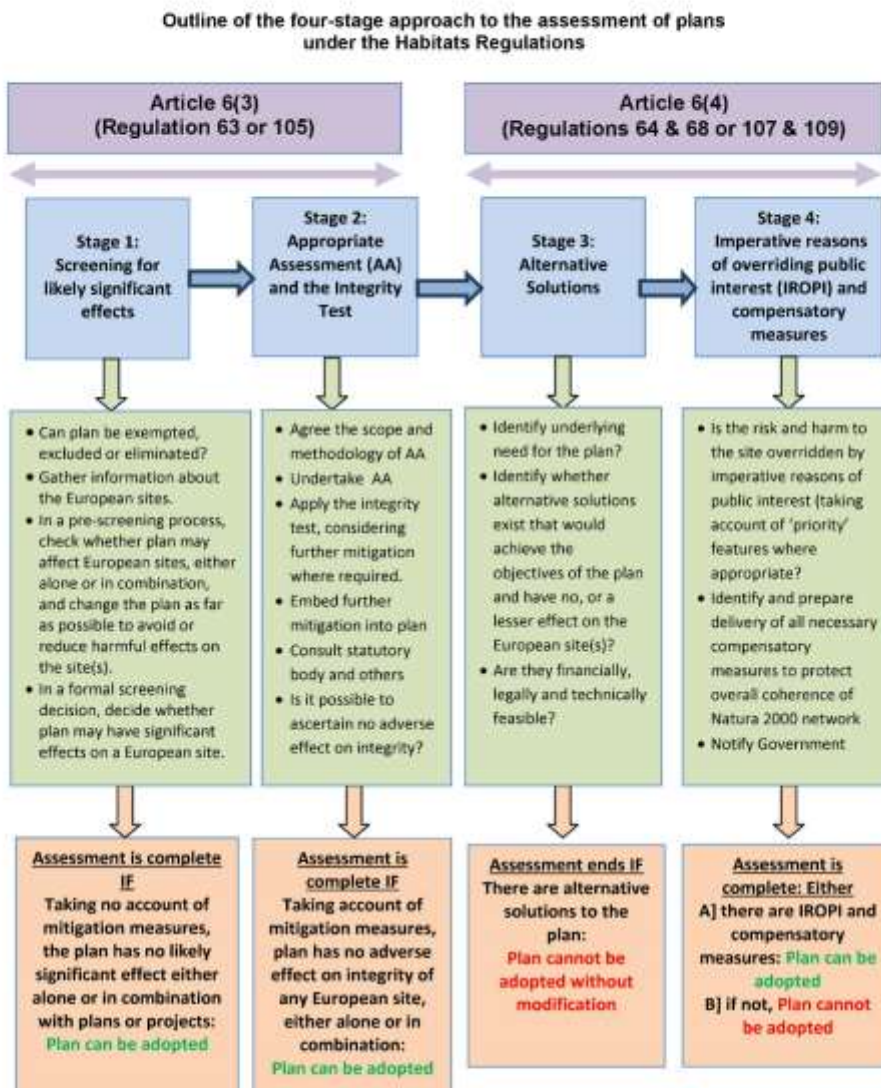 Outline of the four-stage approach to the assessment of plans
under the Habitats Regulations
Article 6(3)
(Regulation 63 or 105)
Article 6(4)
(Regulations 64 & 68 or 107 & 109)
Stage 1:
Screening for
likely significant
effects
Stage 2:
Appropriate
Assessment (AA)
and the Integrity
Test
Stage 3:
Alternative
Solutions
Stage 4:
Imperative reasons
of overriding public
interest (IROPI) and
compensatory
measures
• Can plan be exempted,
excluded or eliminated?
• Gather information about
the European sites.
• In a pre-screening process,
check whether plan may
affect European sites, either
alone or in combination,
and change the plan as far
as possible to avoid or
reduce harmful effects on
the site(s).
• In a formal screening
decision, decide whether
plan may have significant
effects on a European site.
• Agree the scope and
methodology of AA
• Undertake AA
• Apply the integrity
test, considering
further mitigation
where required.
• Embed further
mitigation into plan
• Consult statutory
body and others
• Is it possible to
ascertain no adverse
effect on integrity?
• Identify underlying
need for the plan?
• Identify whether
alternative solutions
exist that would
achieve the
objectives of the plan
and have no, or a
lesser effect on the
European site(s)?
• Are they financially,
legally and technically
feasible?
• Is the risk and harm to
the site overridden by
imperative reasons of
public interest (taking
account of ‘priority’
features where
appropriate?
• Identify and prepare
delivery of all necessary
compensatory
measures to protect
overall coherence of
Natura 2000 network
• Notify Government
Assessment is complete
IF
Taking no account of
mitigation measures,
the plan has no likely
significant effect either
alone or in combination
with plans or projects:
Plan can be adopted
Assessment is
complete IF
Taking account of
mitigation measures,
plan has no adverse
effect on integrity of
any European site,
either alone or in
combination:
Plan can be adopted
Assessment ends IF
There are alternative
solutions to the
plan:
Plan cannot be
adopted without
modification
Assessment is
complete: Either
A] there are IROPI and
compensatory
measures: Plan can be
adopted
B] if not, Plan cannot
be adopted